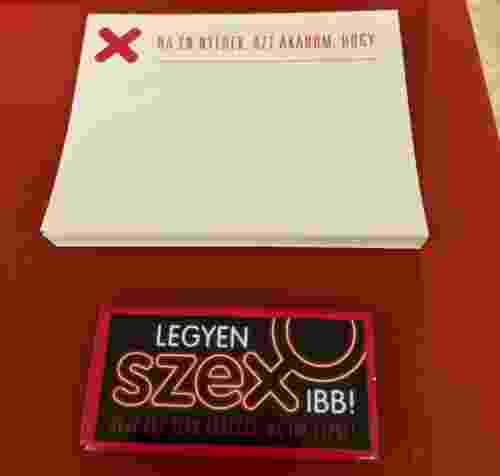 HA ÉN NYEREK, AZT AKAROM, HOGY
LEGYEN
szex
IBB!